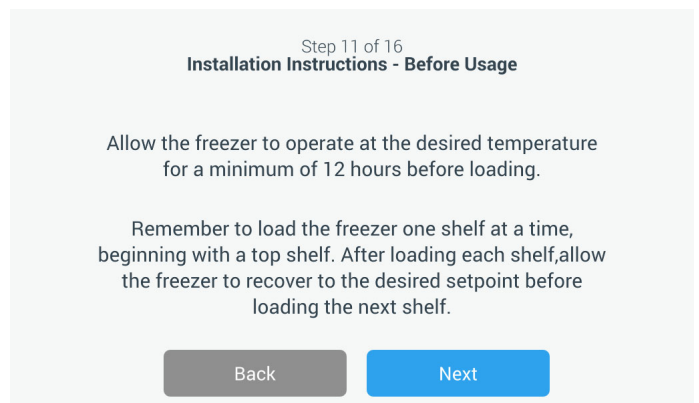 Step 11 of 16
Installation Instructions - Before Usage
Allow the freezer to operate at the desired temperature
for a minimum of 12 hours before loading.
Remember to load the freezer one shelf at a time,
beginning with a top shelf. After loading each shelf,allow
the freezer to recover to the desired setpoint before
loading the next shelf.
Back
Next